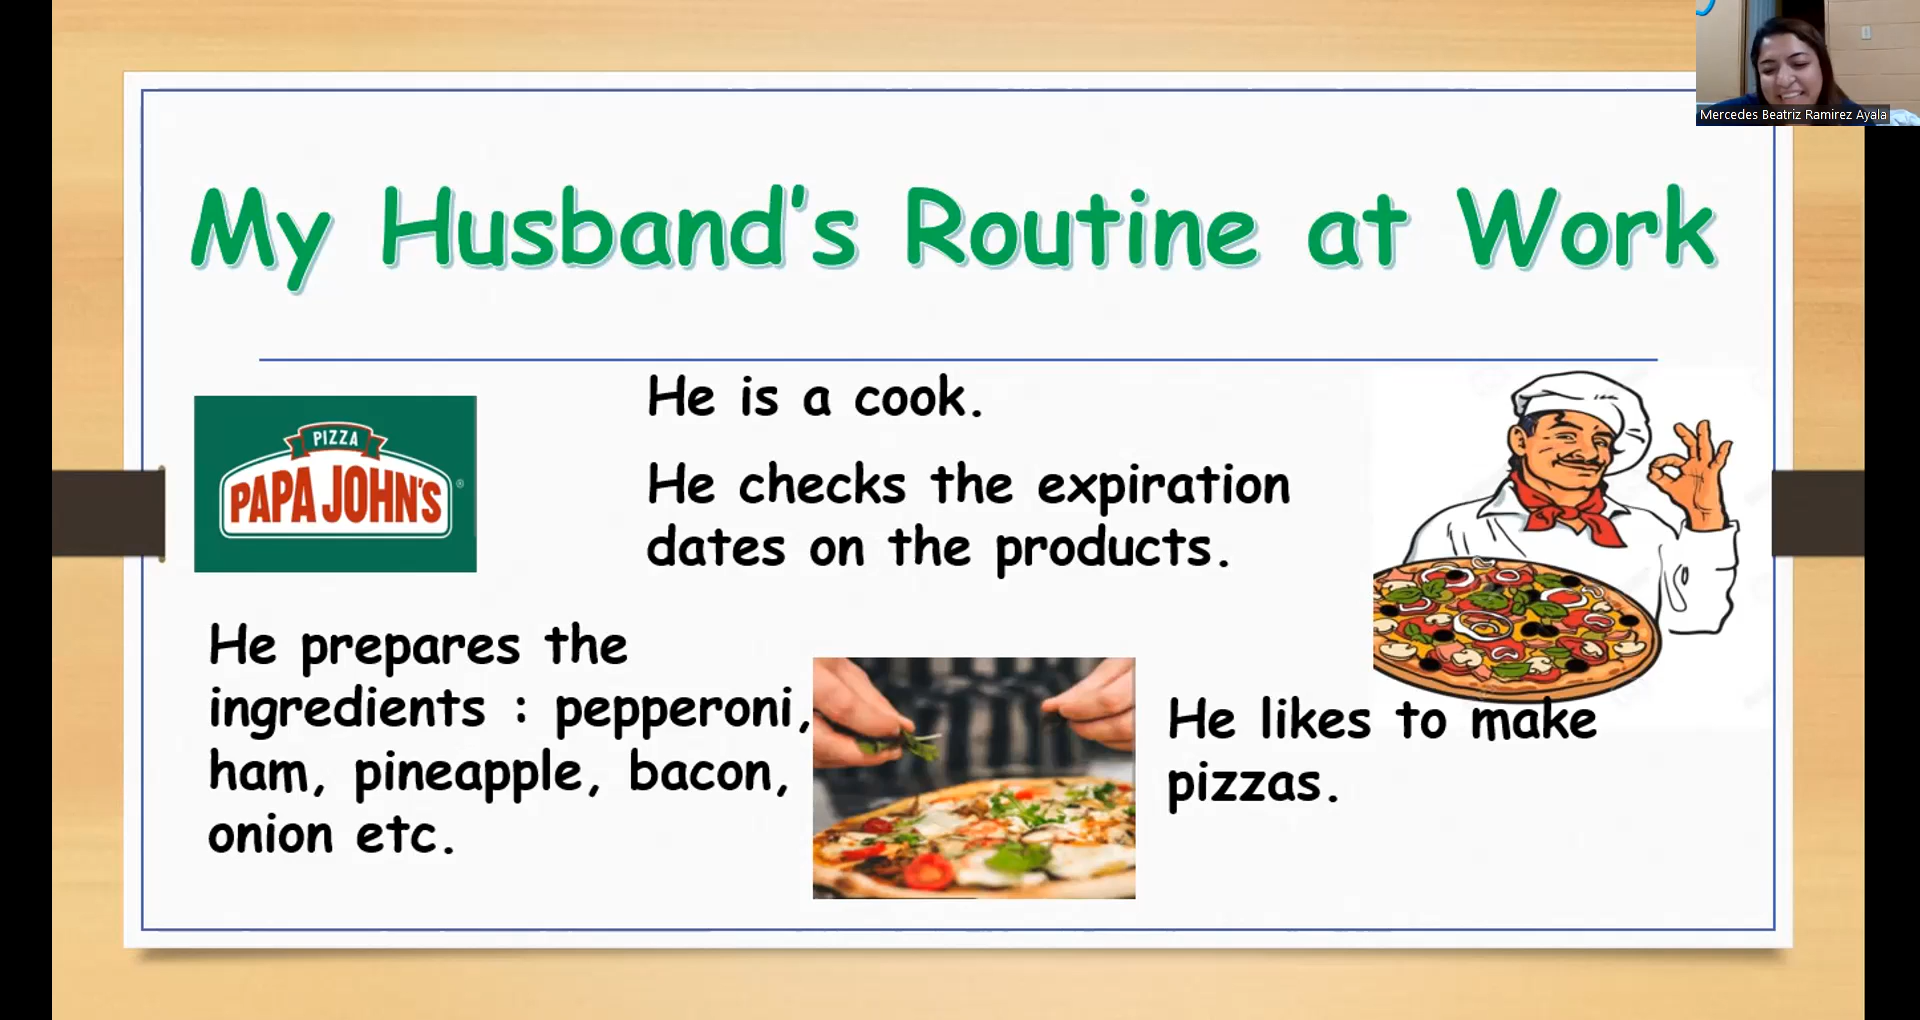 Mercedes Beatriz Ramirez Ayala
My Husband's Routine at Work
PIZZA
PAPA JOHN'S®
He is a cook.
He checks the expiration
dates on the products.
He prepares the
ingredients : pepperoni,
ham, pineapple, bacon,
onion etc.
He likes to make
pizzas.